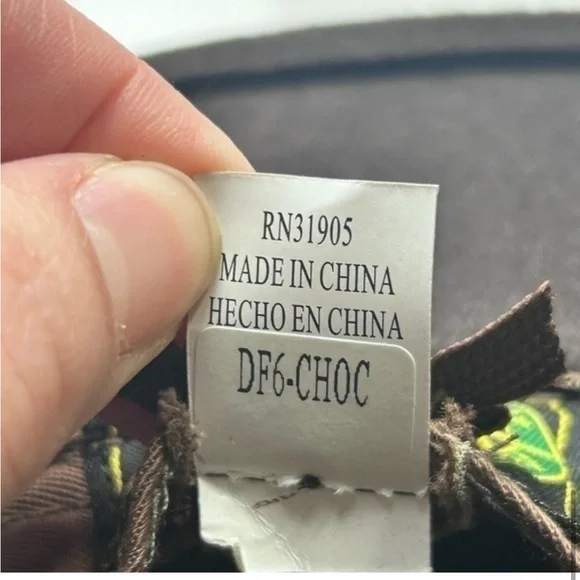 RN31905
MADE IN CHINA
HECHO EN CHINA
DF6-CHOC